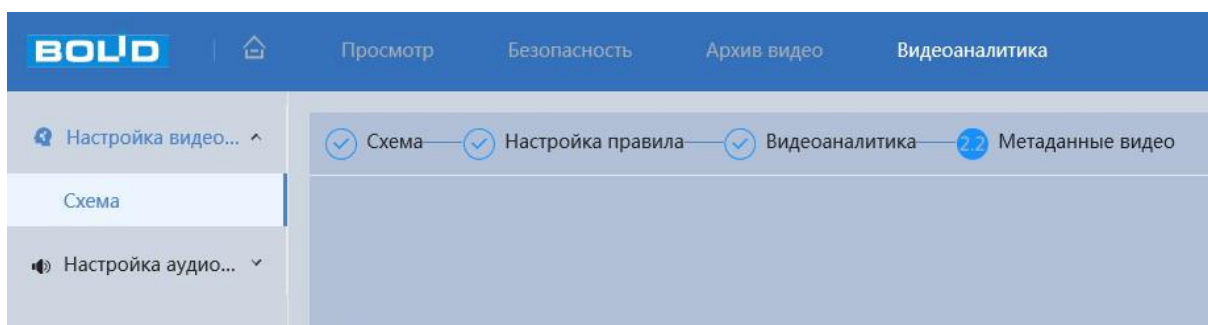 BOLID Просмотр Безопасность Архив видео Видеоаналитика
Настройка видео...
Схема
Настройка аудио...
Схема Настройка правила Видеоаналитика 2.2 Метаданные видео